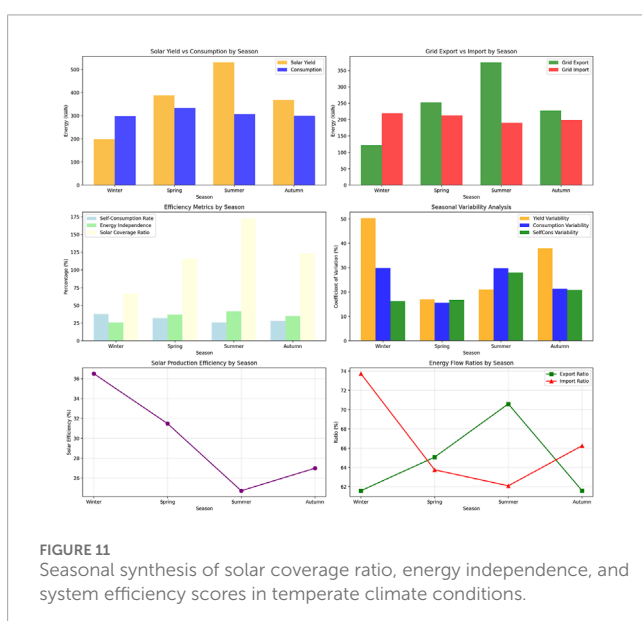 Solar Yield vs Consumption by Season
Solar Yield
Consumption
Energy (kWh)
500
400
300
200
100
0
Winter
Spring
Summer
Autumn
Season
Grid Export vs Import by Season
Grid Export
Grid Import
Energy (kWh)
350
300
250
200
150
100
50
0
Winter
Spring
Summer
Autumn
Season
Efficiency Metrics by Season
Self-Consumption Rate
Energy Independence
Solar Coverage Ratio
Percentage (%)
175
150
125
100
75
50
25
0
Winter
Spring
Summer
Autumn
Season
Seasonal Variability Analysis
Yield Variability
Consumption Variability
SelfCons Variability
Coefficient of Variation (%)
50
40
30
20
10
0
Winter
Spring
Summer
Autumn
Season
Solar Production Efficiency by Season
Solar Efficiency (%)
36
34
32
30
28
26
Winter
Spring
Summer
Autumn
Season
Energy Flow Ratios by Season
Export Ratio
Import Ratio
Ratio (%)
74
72
70
68
66
64
62
Winter
Spring
Summer
Autumn
Season
FIGURE 11
Seasonal synthesis of solar coverage ratio, energy independence, and
system efficiency scores in temperate climate conditions.